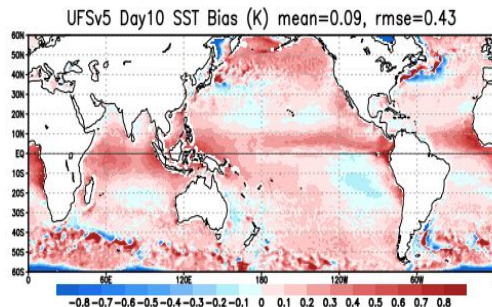 UFSv5 Day10 SST Bias (K) mean=0.09, rmse=0.43
60N
50N
40N
30N
20N
10N
EQ
10S
20S
30S
40S
50S
60S
0 60E 120E 180 120W 60W 0
-0.8 -0.7 -0.6 -0.5 -0.4 -0.3 -0.2 -0.1 0 0.1 0.2 0.3 0.4 0.5 0.6 0.7 0.8